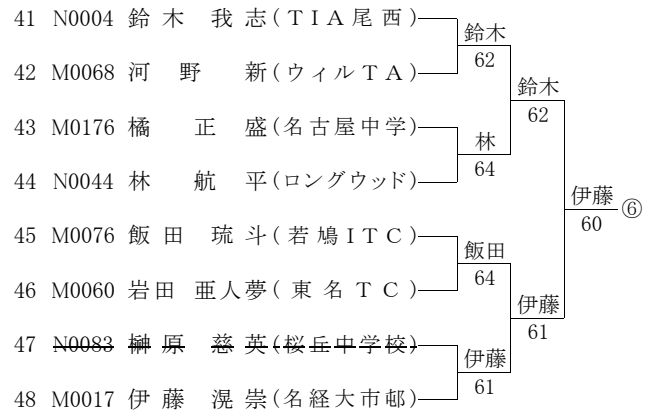 41 N0004 鈴木 我志(TIA尾西)
鈴木
62
42 M0068 河野 新(ウィルTA)
鈴木
62
43 M0176 橘 正盛(名古屋中学)
林
64
44 N0044 林 航平(ロングウッド)
伊藤 ⑥
60
45 M0076 飯田 琉斗(若鳩ITC)
飯田
64
46 M0060 岩田 亜人夢(東名TC)
伊藤
61
47 N0083 榊原 慈英(桜丘中学校)
伊藤
61
48 M0017 伊藤 滉崇(名経大市邨)